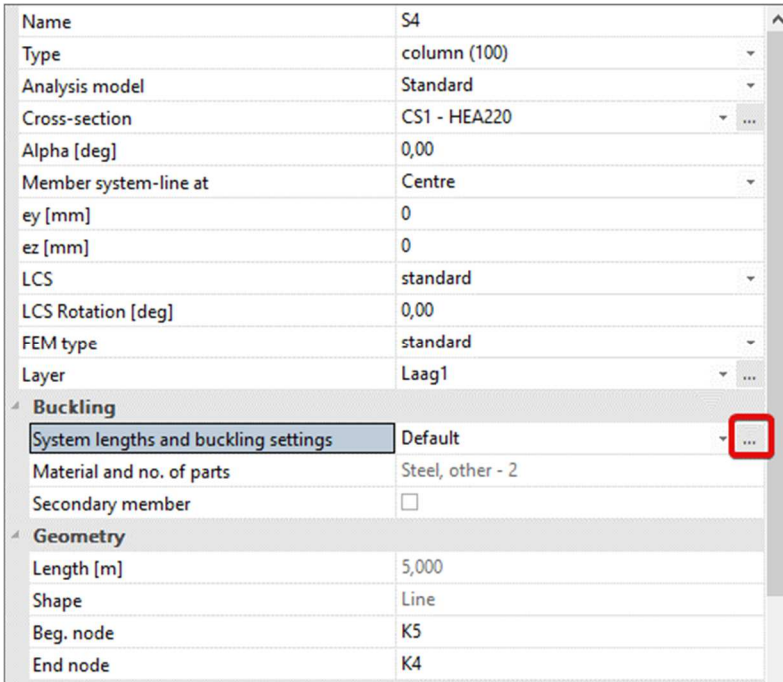 Name S4
Type column (100)
Analysis model Standard
Cross-section CS1 - HEA220 ...
Alpha [deg] 0,00
Member system-line at Centre
ey [mm] 0
ez [mm] 0
LCS standard
LCS Rotation [deg] 0,00
FEM type standard
Layer Laag1 ...
Buckling
System lengths and buckling settings Default ...
Material and no. of parts Steel, other - 2
Secondary member
Geometry
Length [m] 5,000
Shape Line
Beg. node K5
End node K4